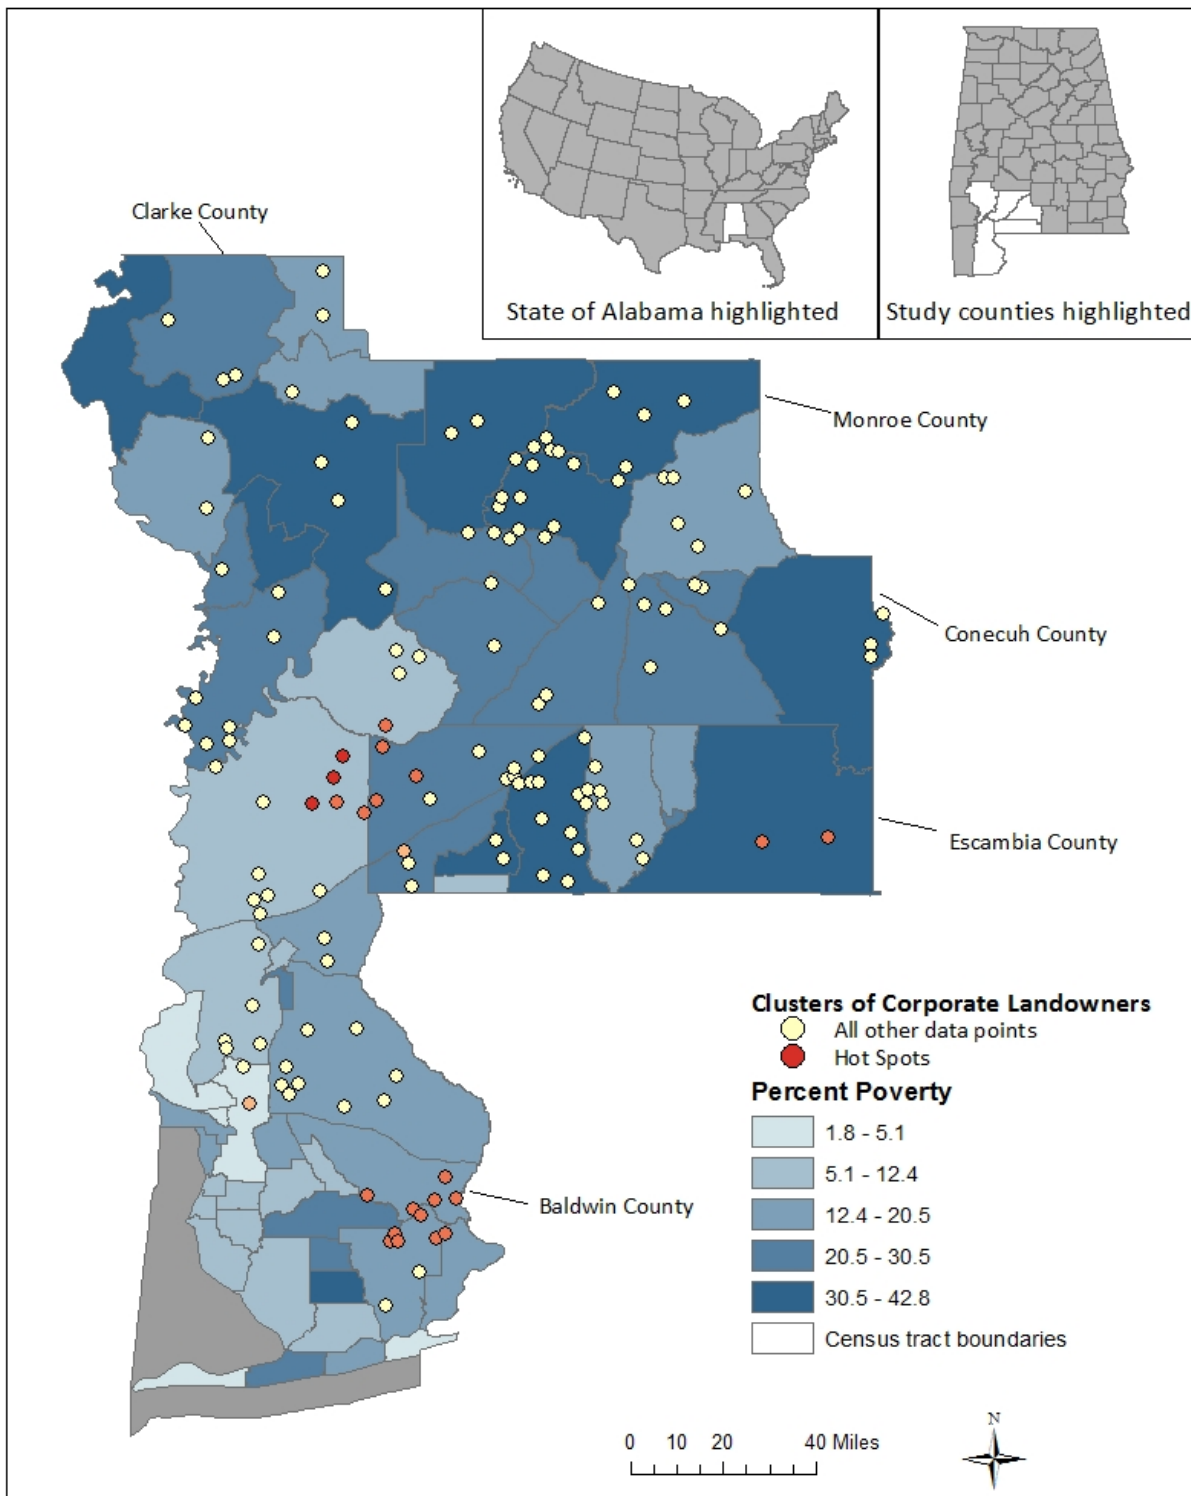 State of Alabama highlighted
Study counties highlighted
Clarke County
Monroe County
Conecuh County
Escambia County
Baldwin County
Clusters of Corporate Landowners
All other data points
Hot Spots
Percent Poverty
1.8 - 5.1
5.1 - 12.4
12.4 - 20.5
20.5 - 30.5
30.5 - 42.8
Census tract boundaries
N
0 10 20 40 Miles